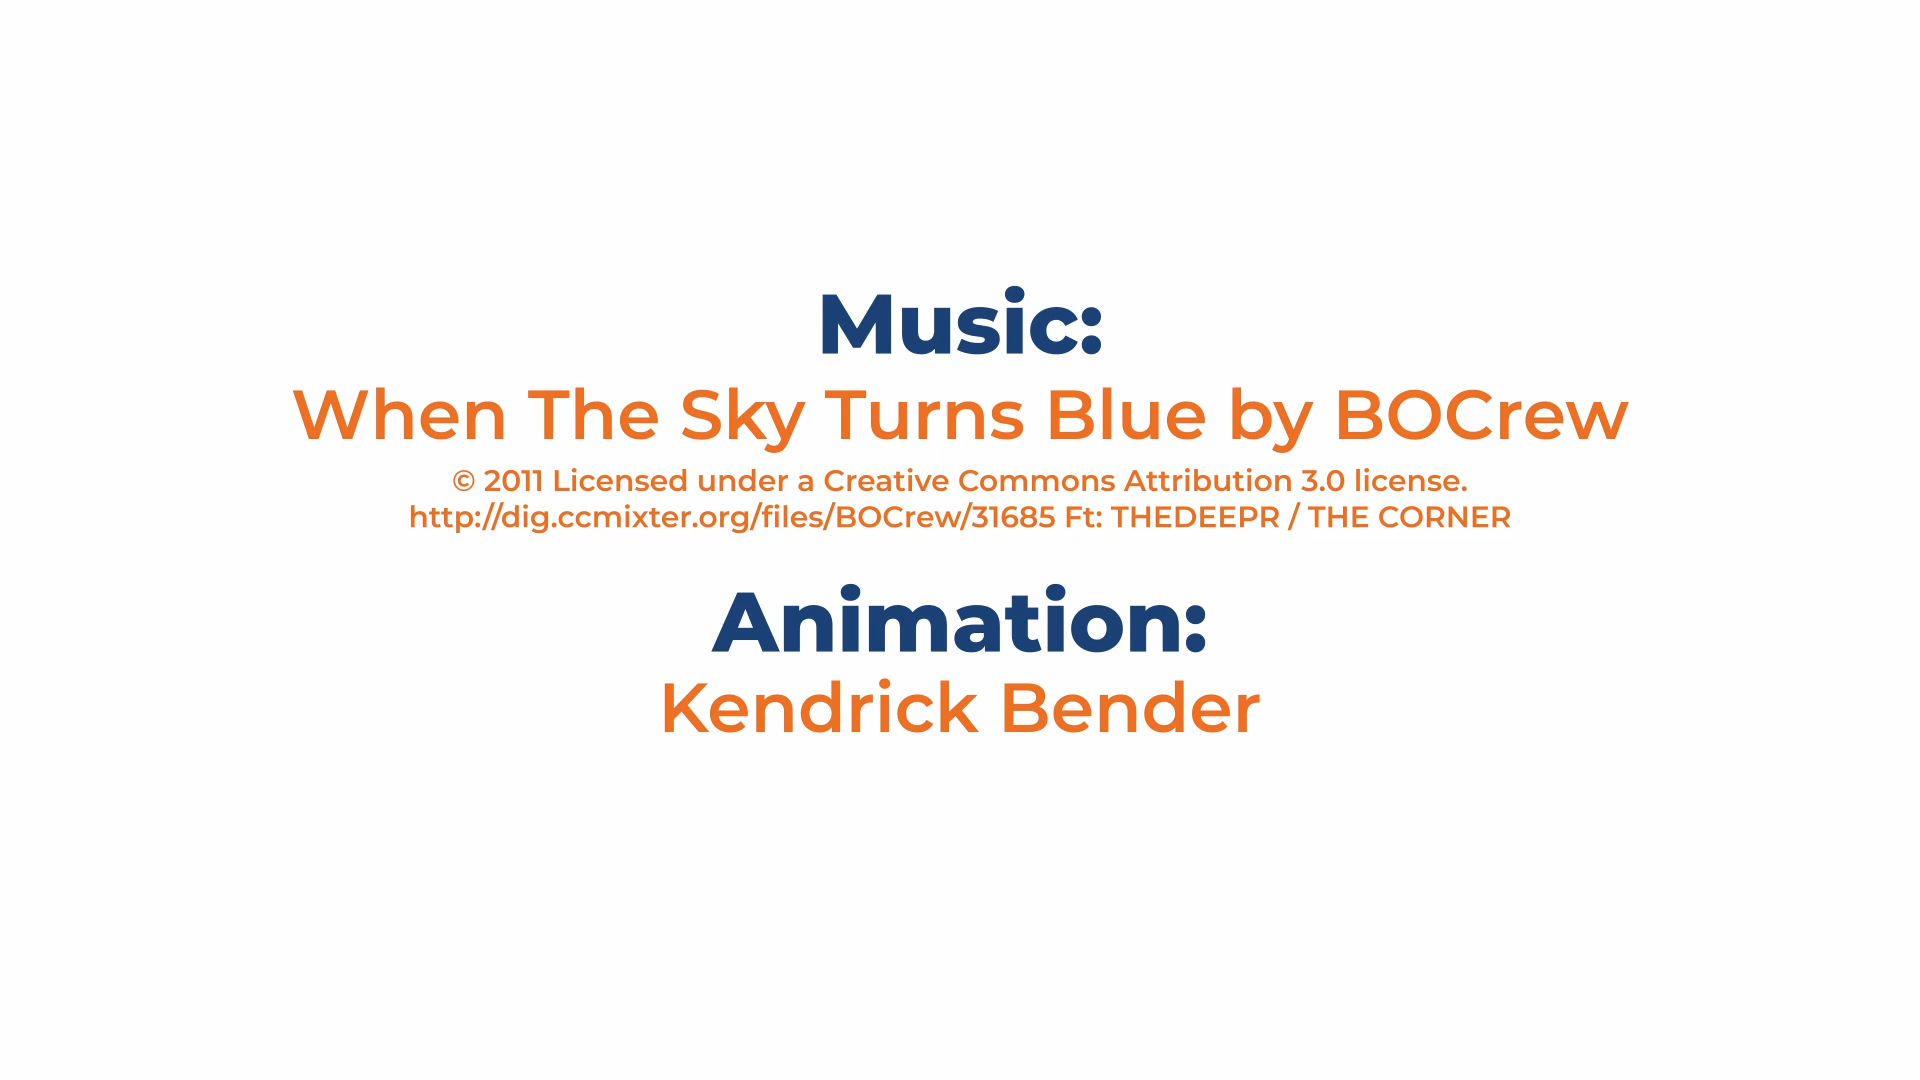 Music:
When The Sky Turns Blue by BOCrew
© 2011 Licensed under a Creative Commons Attribution 3.0 license.
http://dig.ccmixter.org/files/BOCrew/31685 Ft: THEDEEPR / THE CORNER
Animation:
Kendrick Bender